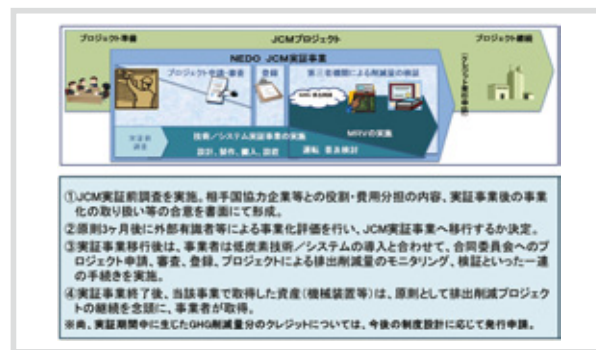 プロジェクト準備
JCMプロジェクト
プロジェクト継続
NEDO JCM実証事業
プロジェクト申請・審査
登録
第三者機関による削減量の検証
実証前
調査
技術/システム実証事業の実施
MRVの実施
設計、製作、搬入、据付
運転 普及検討
①JCM実証前調査を実施。相手国協力企業等との役割・費用分担の内容、実証事業後の事業
化の取り扱い等の合意を書面にて形成。
②原則3ヶ月後に外部有識者等による事業化評価を行い、JCM実証事業へ移行するか決定。
③実証事業移行後は、事業者は低炭素技術/システムの導入と合わせて、合同委員会へのプ
ロジェクト申請、審査、登録、プロジェクトによる排出削減量のモニタリング、検証といった一連
の手続きを実施。
④実証事業終了後、当該事業で取得した資産(機械装置等)は、原則として排出削減プロジェク
トの継続を念頭に、事業者が取得。
※尚、実証期間中に生じたGHG削減量分のクレジットについては、今後の制度設計に応じて発行申請。